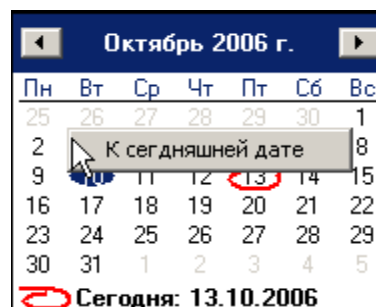 Октябрь 2006 г.
Пн Вт Ср Чт Пт Сб Вс
25 26 27 28 29 30 1
2 К сегдняшней дате 8
9 10 11 12 13 14 15
16 17 18 19 20 21 22
23 24 25 26 27 28 29
30 31 1 2 3 4 5
Сегодня: 13.10.2006